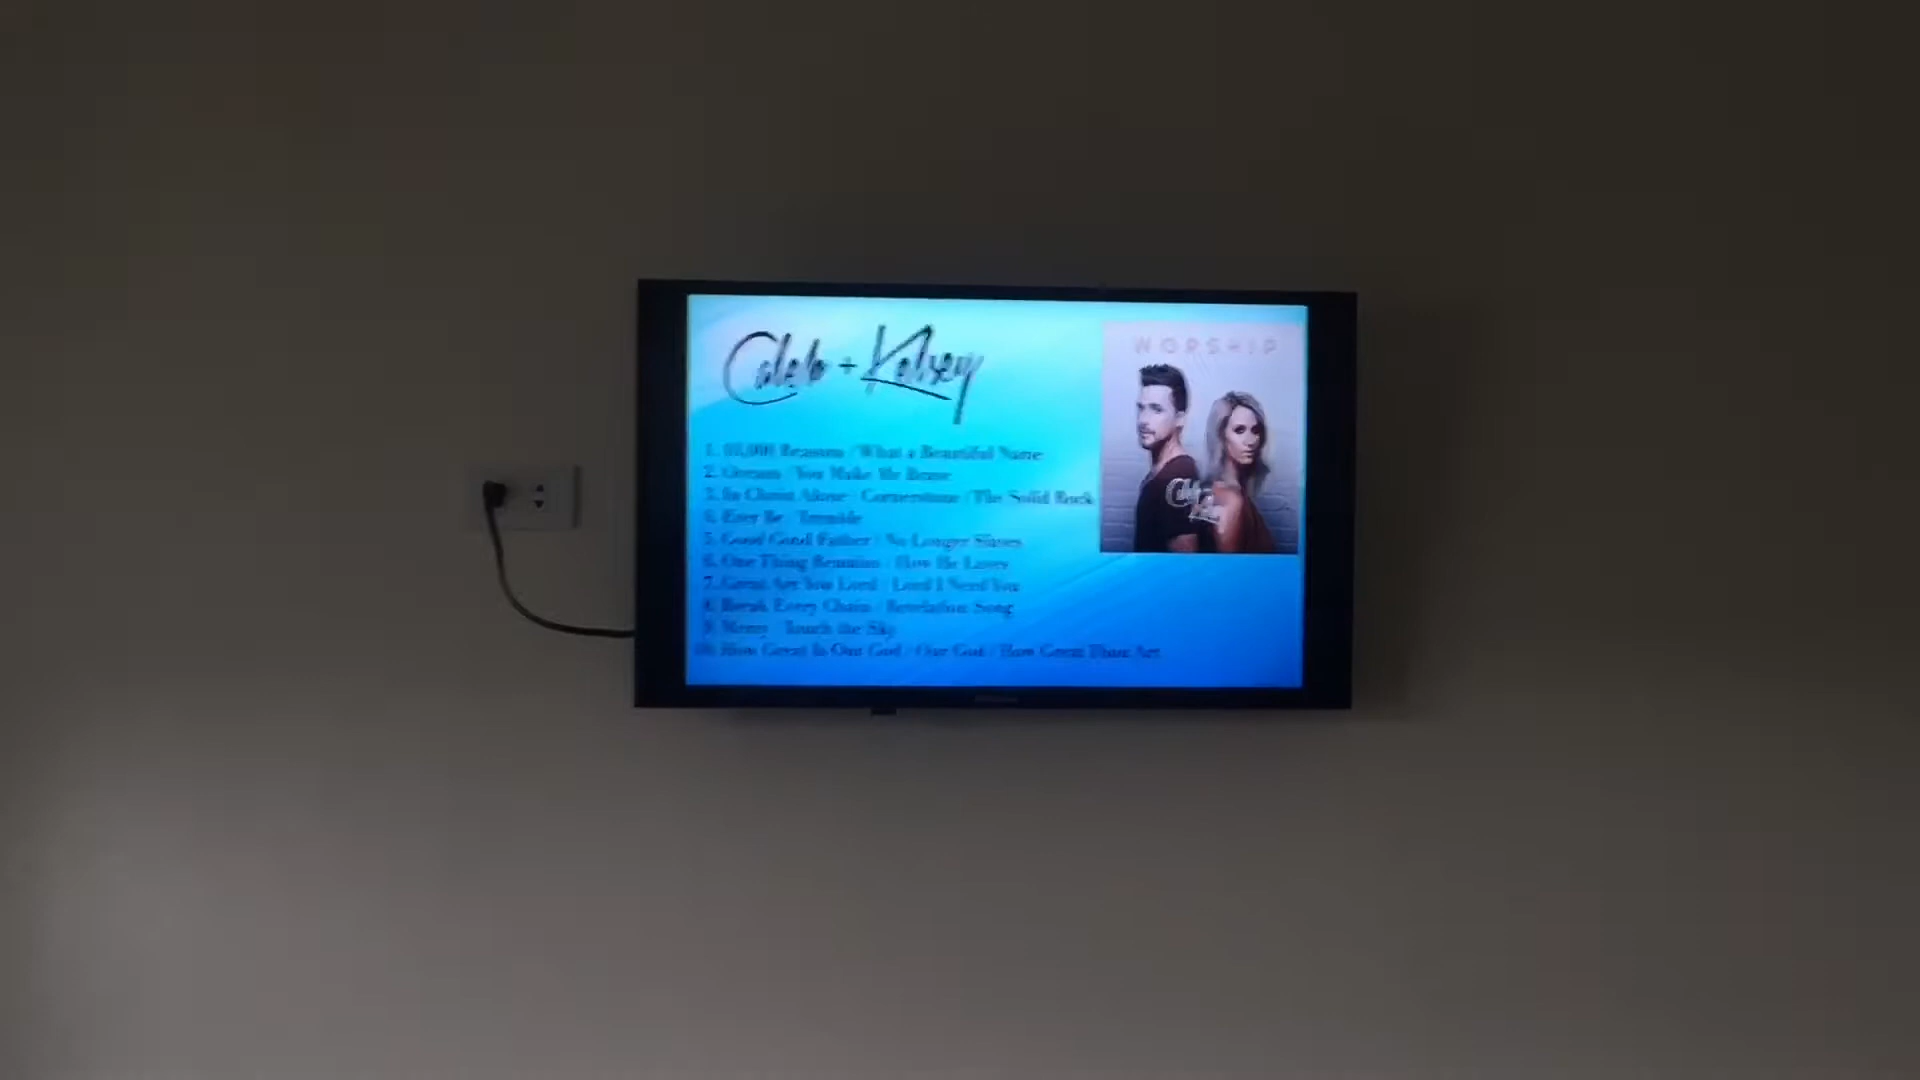 Caleb + Kelsey
WORSHIP
Caleb + Kelsey
1. 10,000 Reasons / What a Beautiful Name
2. Oceans / You Make Me Brave
3. In Christ Alone / Cornerstone / The Solid Rock
4. Ever Be / Tremble
5. Good Good Father / No Longer Slaves
6. One Thing Remains / How He Loves
7. Great Are You Lord / Lord I Need You
8. Break Every Chain / Revelation Song
9. Mercy / Touch the Sky
10. How Great Is Our God / Our God / How Great Thou Art